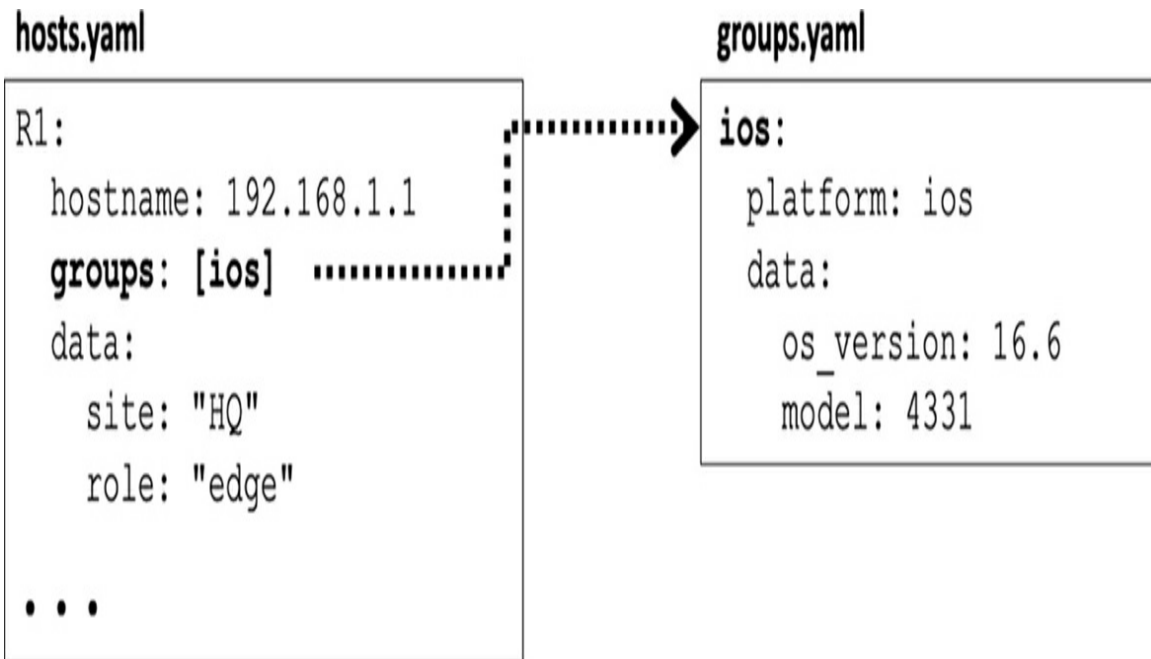 hosts.yaml
R1:
hostname: 192.168.1.1
groups: [ios]
data:
site: "HQ"
role: "edge"
...
groups.yaml
ios:
platform: ios
data:
os_version: 16.6
model: 4331